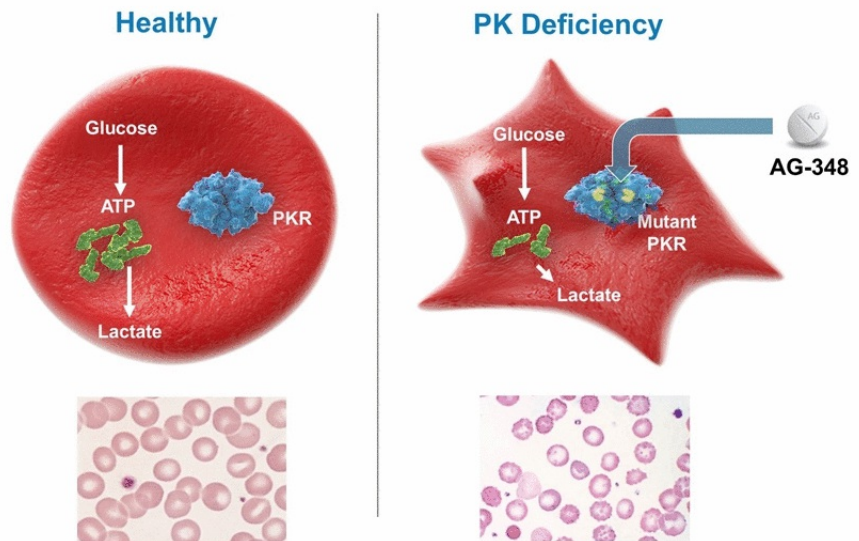 Healthy
Glucose
ATP
PKR
Lactate
PK Deficiency
Glucose
ATP
Mutant
PKR
Lactate
AG
AG-348